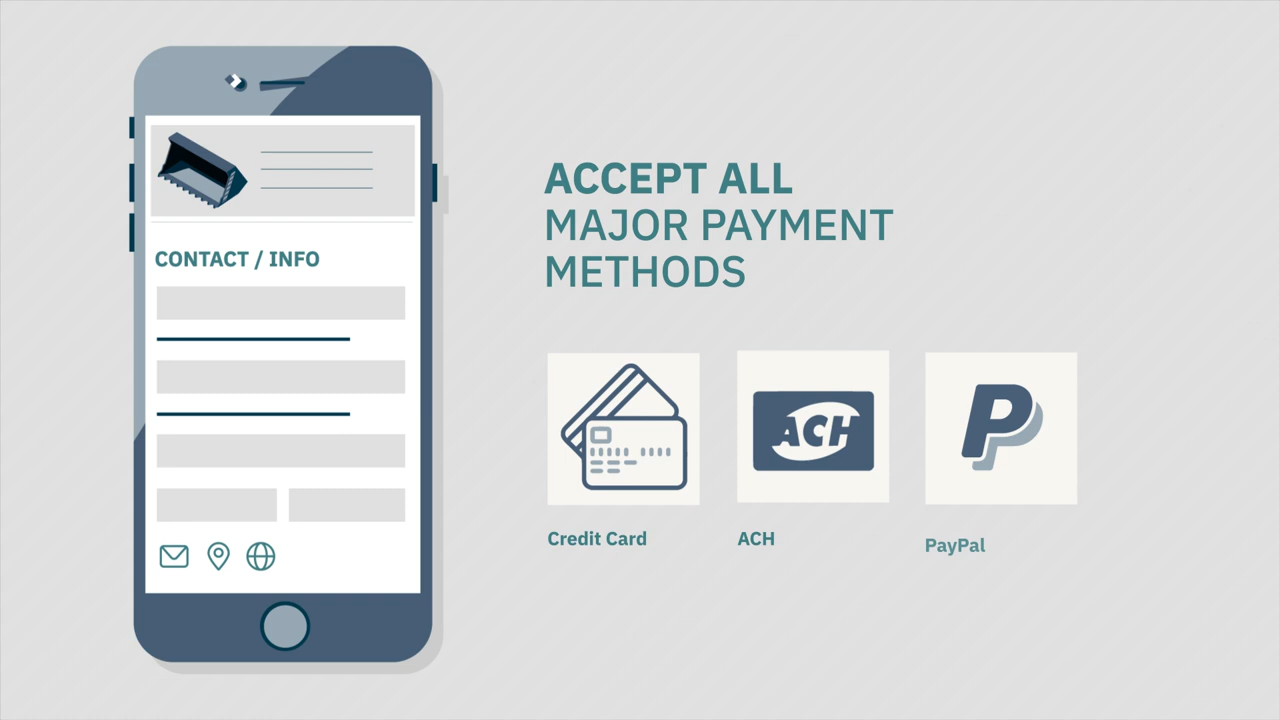 CONTACT / INFO
ACCEPT ALL
MAJOR PAYMENT
METHODS
ACH
P
Credit Card
ACH
PayPal